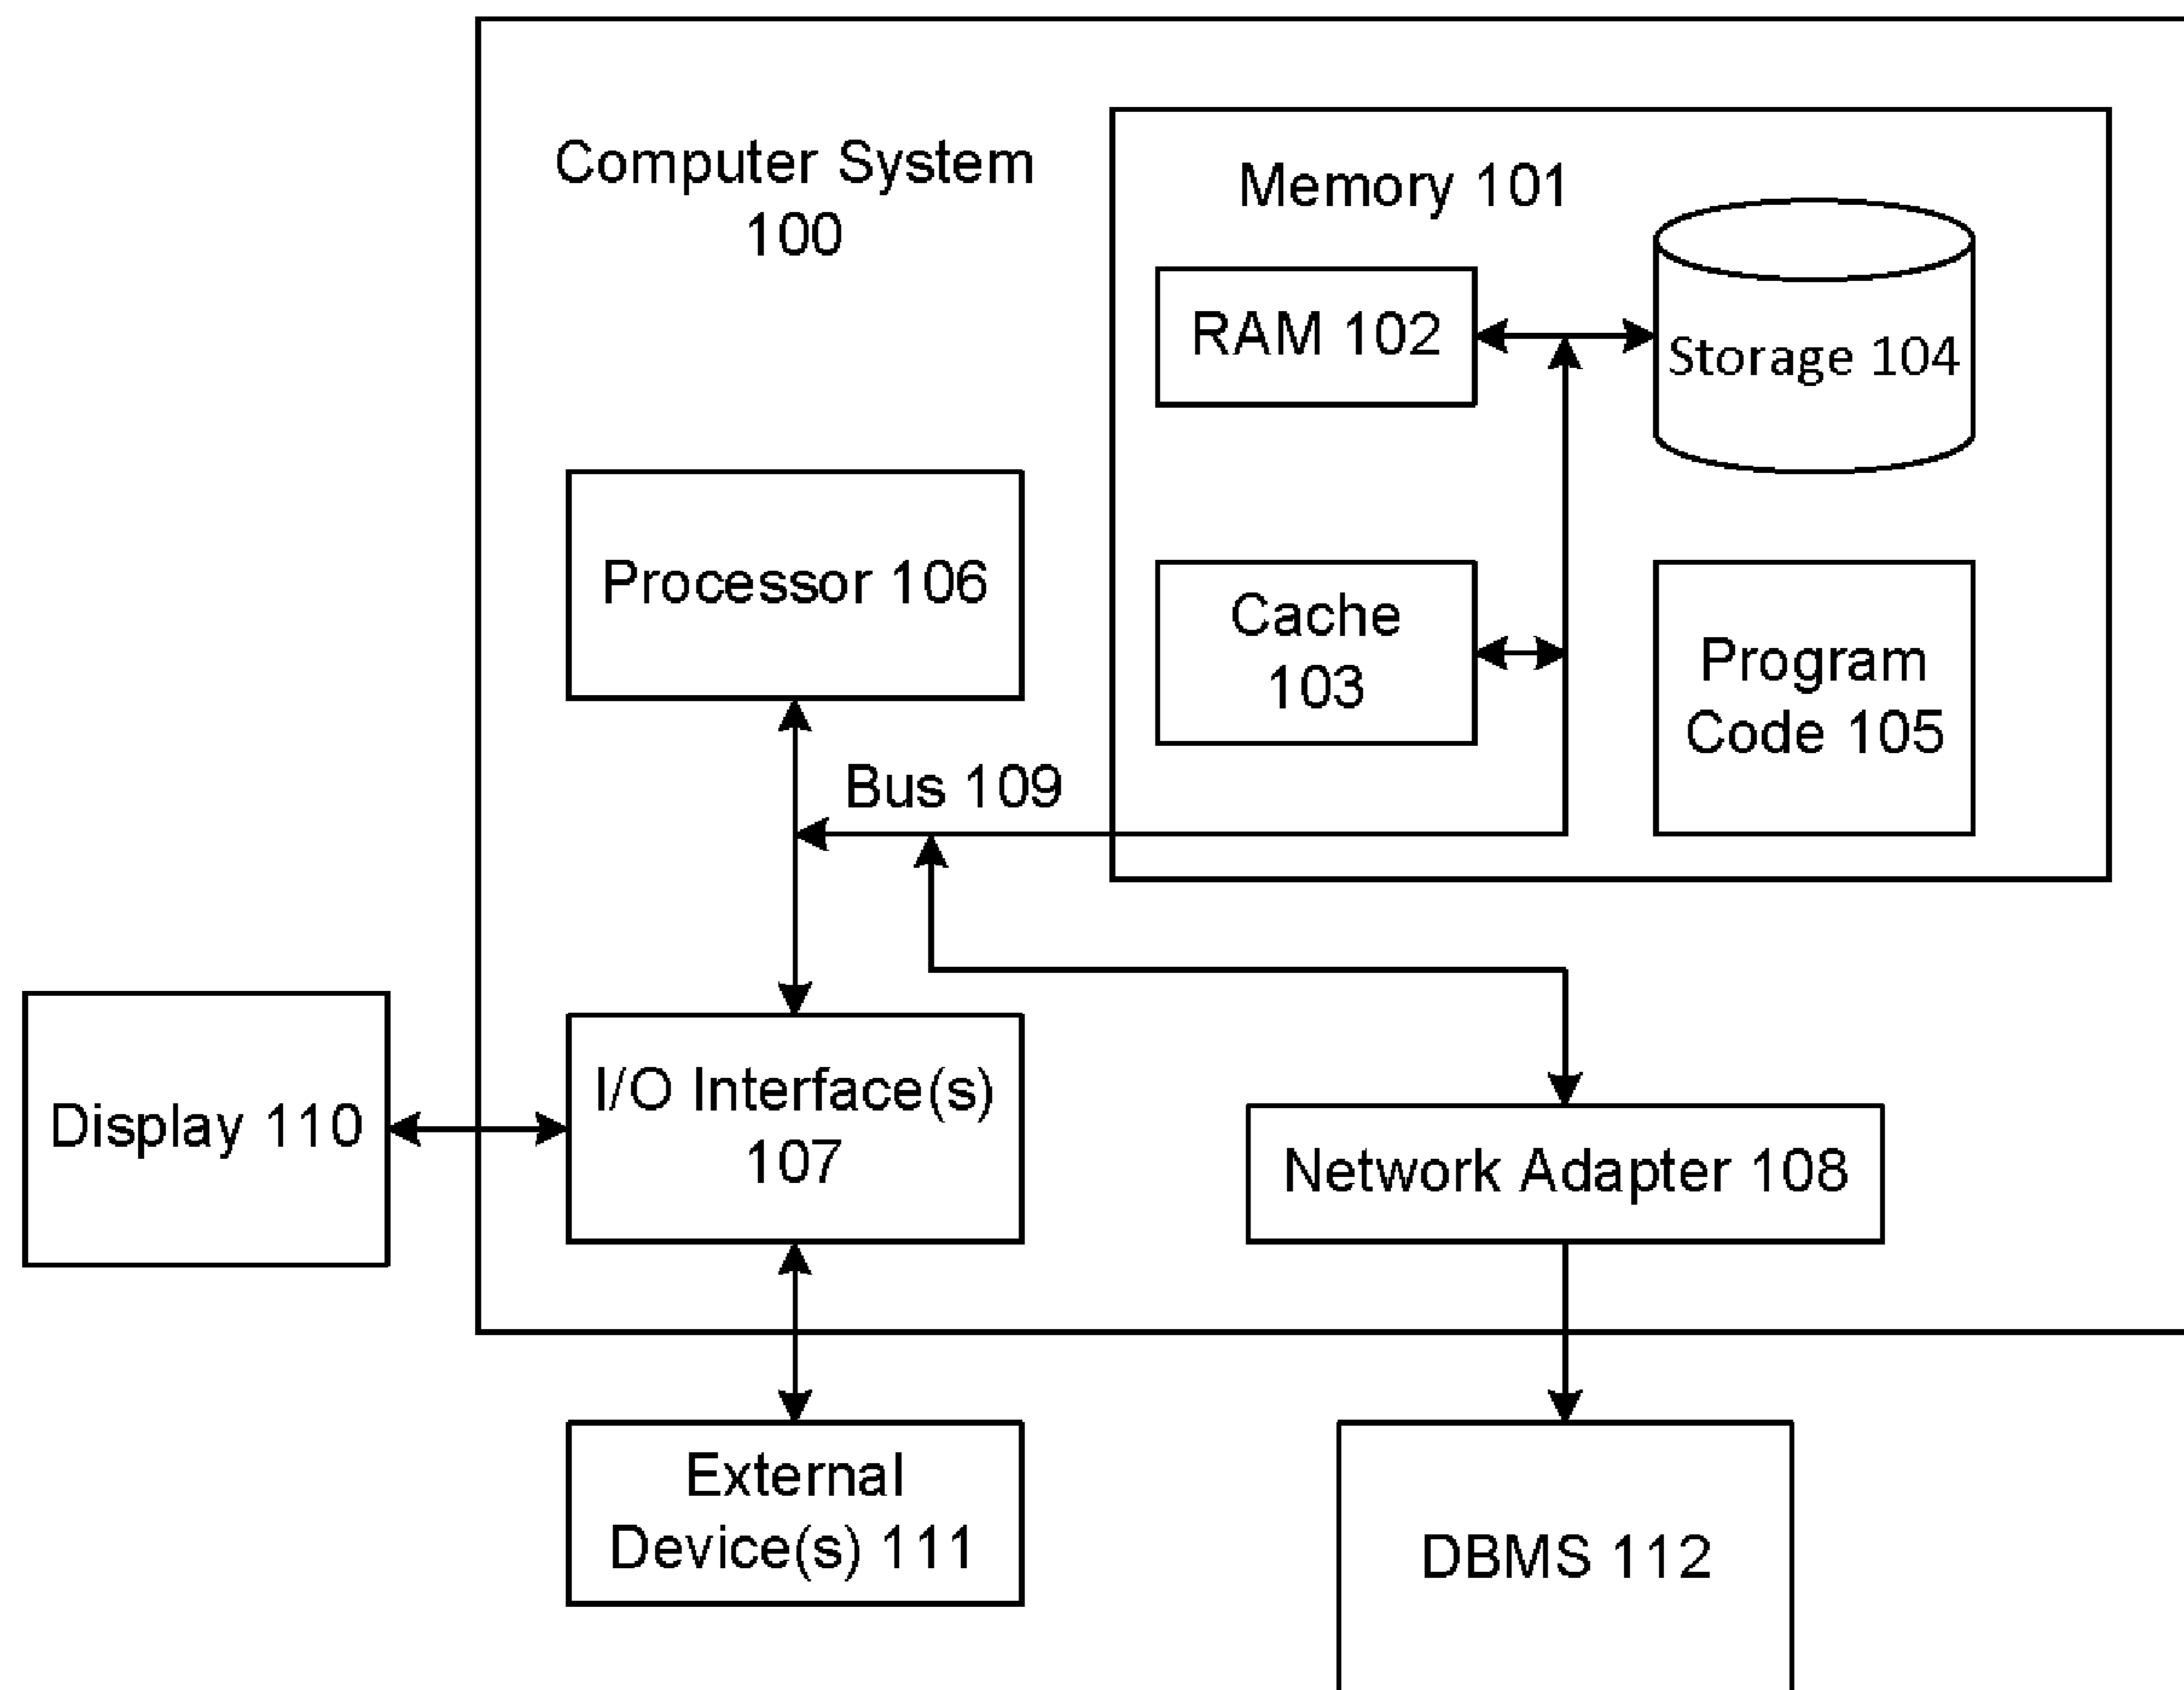 Computer System
100
Memory 101
RAM 102
Storage 104
Processor 106
Cache
103
Program
Code 105
Bus 109
Display 110
I/O Interface(s)
107
Network Adapter 108
External
Device(s) 111
DBMS 112